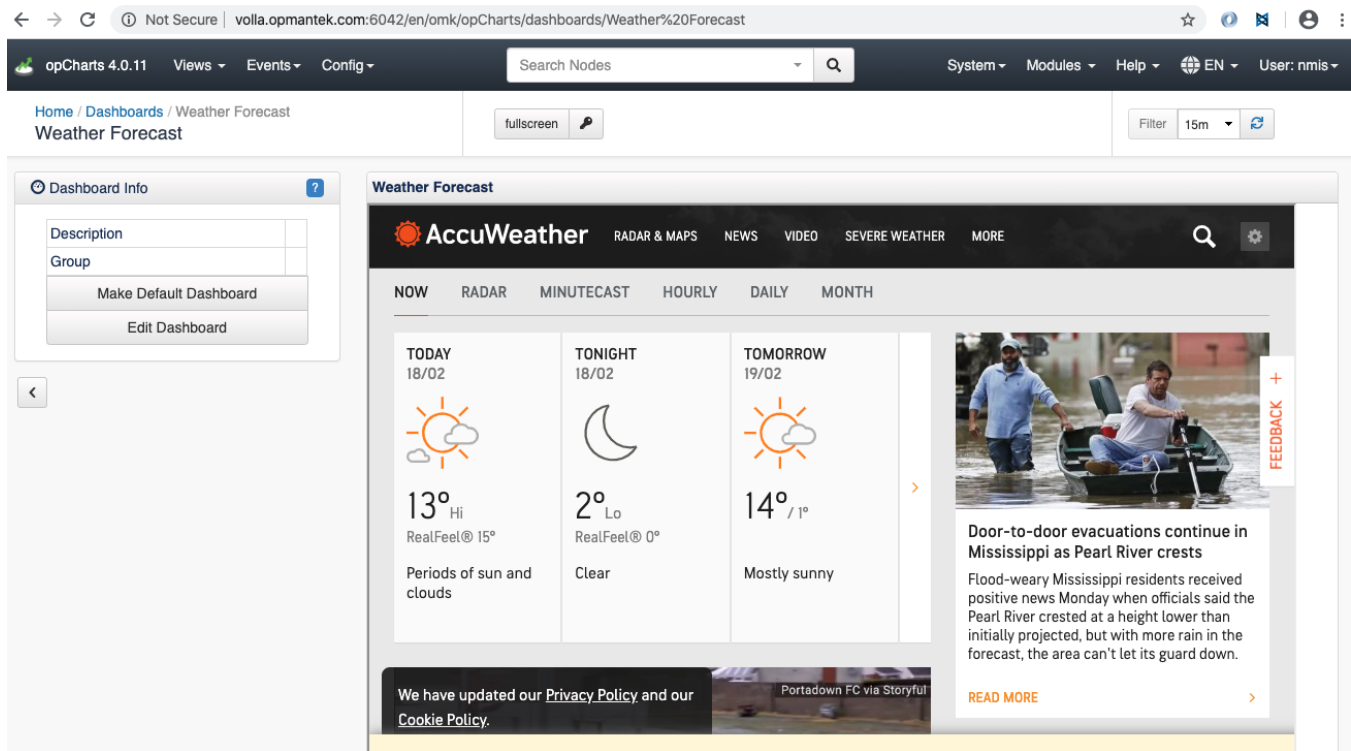 Not Secure | volla.opmantek.com:6042/en/omk/opCharts/dashboards/Weather%20Forecast
opCharts 4.0.11 Views Events Config Search Nodes System Modules Help EN User: nmis
Home / Dashboards / Weather Forecast
Weather Forecast
fullscreen
Filter 15m
Dashboard Info ?
Description
Group
Make Default Dashboard
Edit Dashboard
Weather Forecast
AccuWeather RADAR & MAPS NEWS VIDEO SEVERE WEATHER MORE
NOW RADAR MINUTECAST HOURLY DAILY MONTH
TODAY
18/02
13° Hi
RealFeel® 15°
Periods of sun and
clouds
TONIGHT
18/02
2° Lo
RealFeel® 0°
Clear
TOMORROW
19/02
14° / 1°
Mostly sunny
FEEDBACK +
Door-to-door evacuations continue in
Mississippi as Pearl River crests
Flood-weary Mississippi residents received
positive news Monday when officials said the
Pearl River crested at a height lower than
initially projected, but with more rain in the
forecast, the area can't let its guard down.
READ MORE
We have updated our Privacy Policy and our
Cookie Policy.
Portadown FC via Storyful